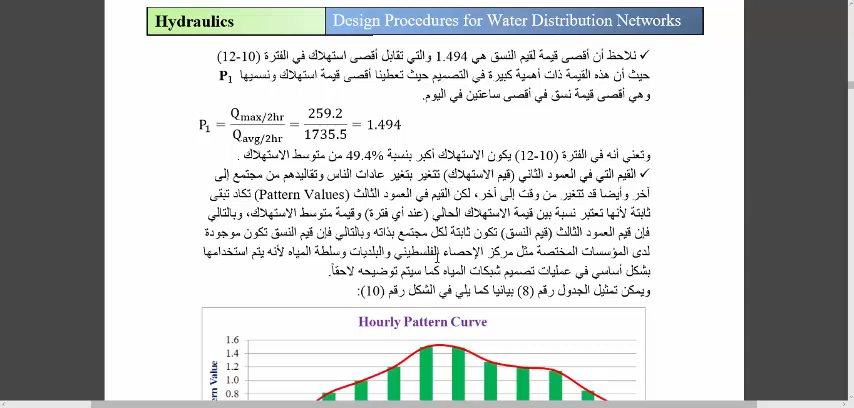 Hydraulics
Design Procedures for Water Distribution Networks
✓ نلاحظ أن أقصى قيمة لقيم النسق هي 1.494 والتي تقابل أقصى استهلاك في الفترة (10-12)
حيث أن هذه القيمة ذات أهمية كبيرة في التصميم حيث تعطينا أقصى قيمة استهلاك ونسميها P₁
وهي أقصى قيمة نسق في أقصى ساعتين في اليوم.
P₁ = Qmax/2hr / Qavg/2hr = 259.2 / 1735.5 = 1.494
وتعني أنه في الفترة (10-12) يكون الاستهلاك أكبر بنسبة 49.4% من متوسط الاستهلاك .
✓ القيم التي في العمود الثاني (قيم الاستهلاك) تتغير بتغير عادات الناس وتقاليدهم من مجتمع إلى
آخر وأيضا قد تتغير من وقت إلى آخر، لكن القيم في العمود الثالث (Pattern Values) تكاد تبقى
ثابتة لأنها تعتبر نسبة بين قيمة الاستهلاك الحالي (عند أي فترة) وقيمة متوسط الاستهلاك، وبالتالي
فإن قيم العمود الثالث (قيم النسق) تكون ثابتة لكل مجتمع بذاته وبالتالي فإن قيم النسق تكون موجودة
لدى المؤسسات المختصة مثل مركز الإحصاء الفلسطيني والبلديات وسلطة المياه لأنه يتم استخدامها
بشكل أساسي في عمليات تصميم شبكات المياه كما سيتم توضيحه لاحقاً.
ويمكن تمثيل الجدول رقم (8) بيانيا كما يلي في الشكل رقم (10):
Hourly Pattern Curve
1.6
1.4
1.2
1.0
0.8